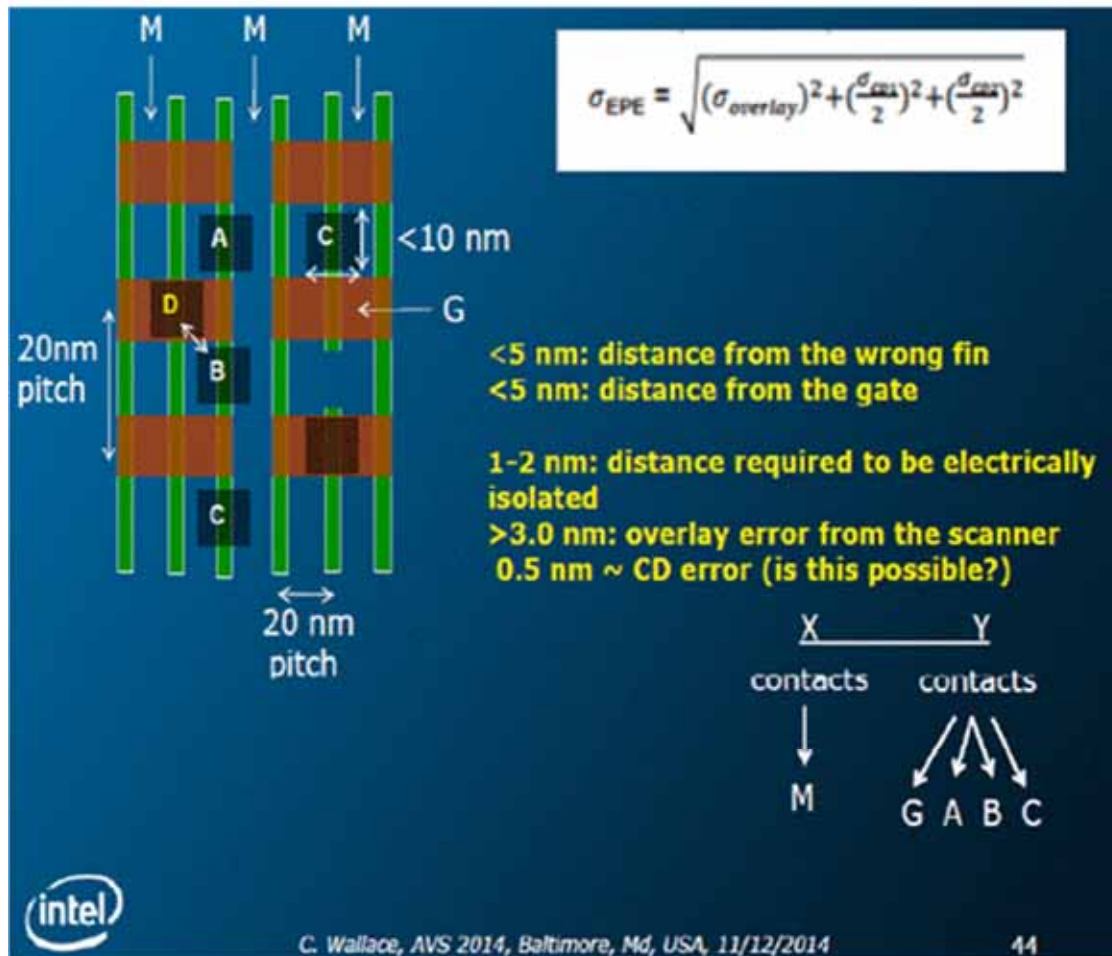 M M M
σEPE = √(σoverlay)²+(σCD1/2)²+(σCD2/2)²
A
C
<10 nm
D
G
B
20nm
pitch
C
20 nm
pitch
<5 nm: distance from the wrong fin
<5 nm: distance from the gate
1-2 nm: distance required to be electrically
isolated
>3.0 nm: overlay error from the scanner
0.5 nm ~ CD error (is this possible?)
X Y
contacts contacts
M
G A B C
intel
C. Wallace, AVS 2014, Baltimore, Md, USA, 11/12/2014 44